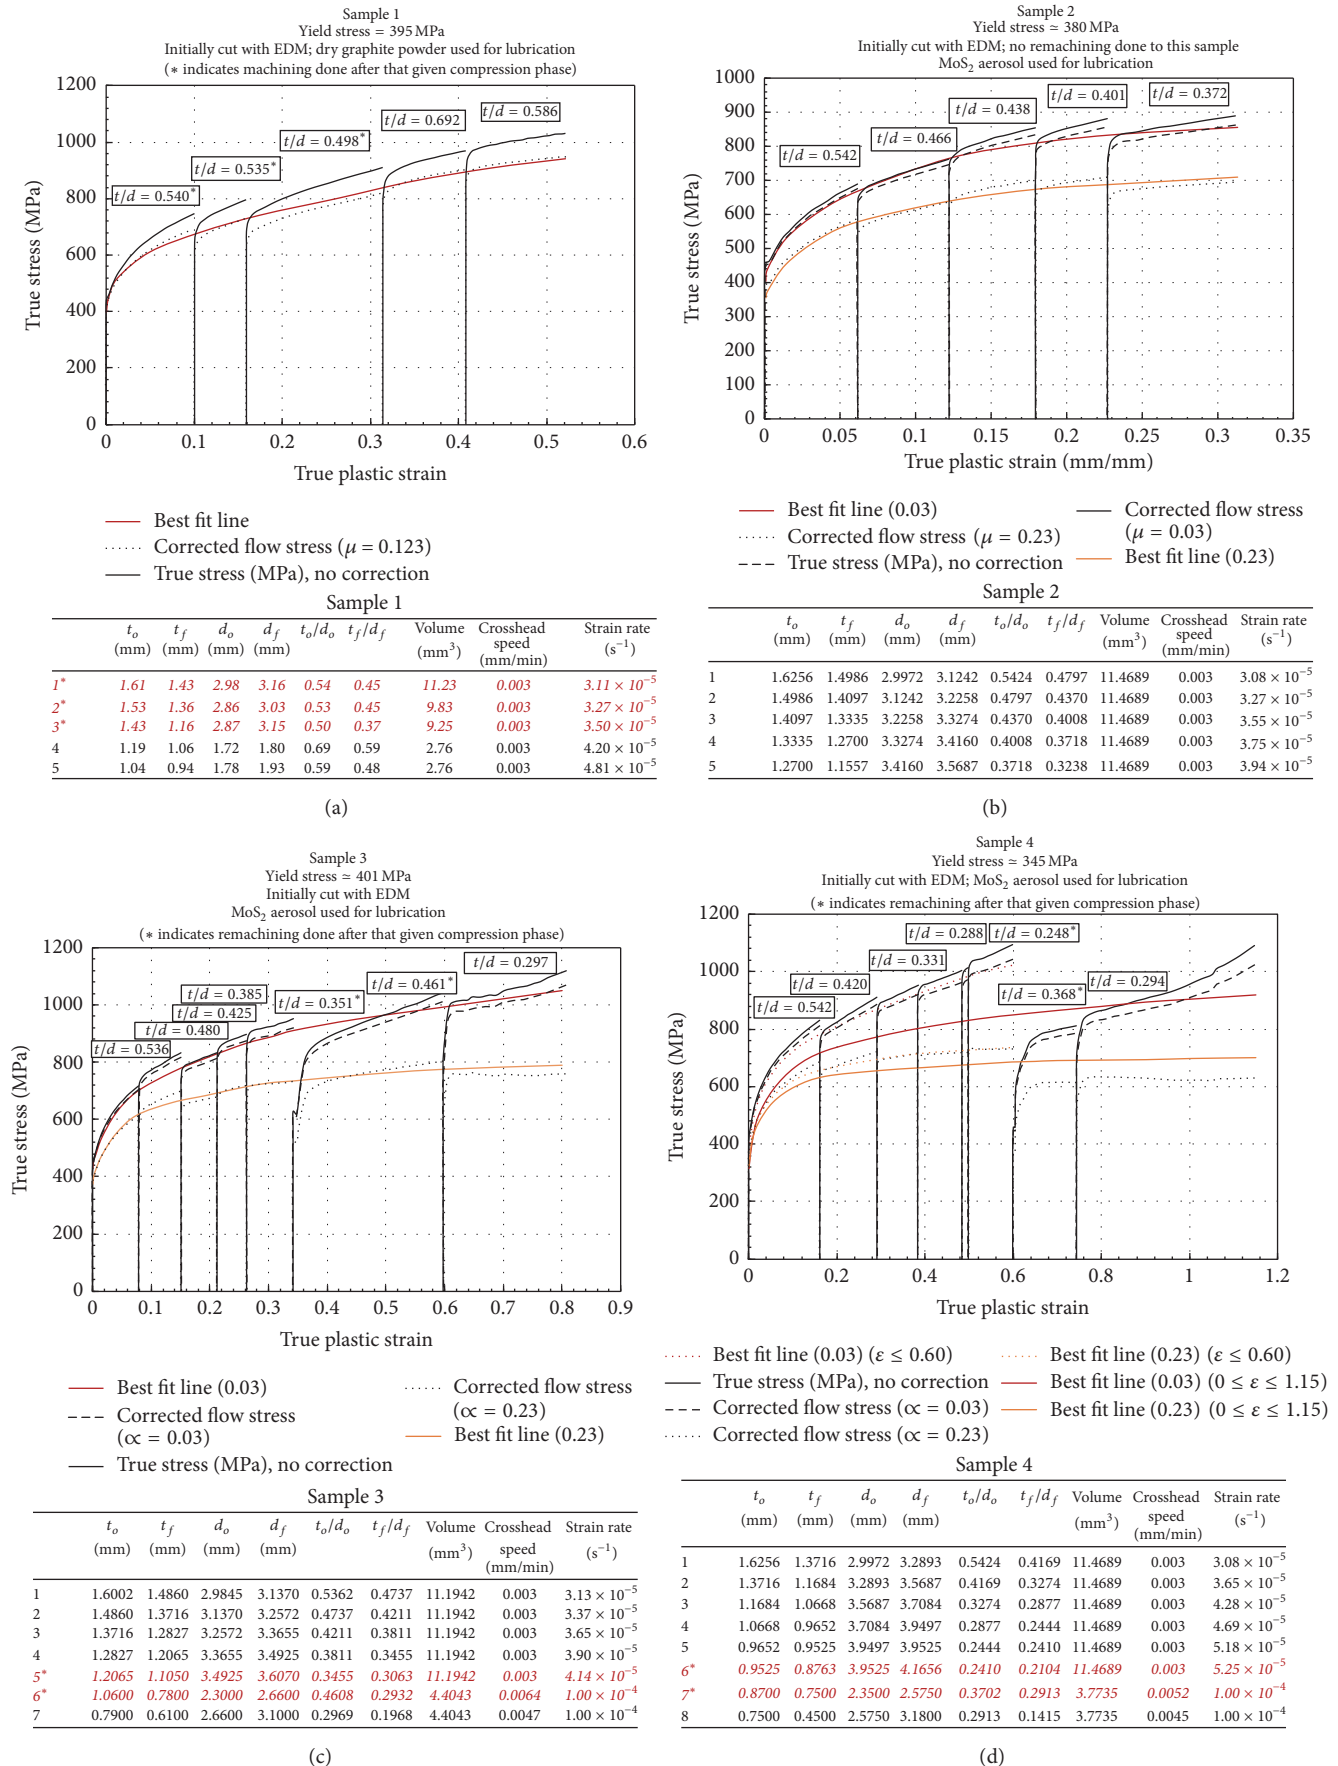 Sample 1
Yield stress = 395 MPa
Initially cut with EDM; dry graphite powder used for lubrication
(* indicates machining done after that given compression phase)
1200
1000
800
600
400
200
0
True stress (MPa)
t/d = 0.540*
t/d = 0.535*
t/d = 0.498*
t/d = 0.692
t/d = 0.586
0 0.1 0.2 0.3 0.4 0.5 0.6
True plastic strain
Best fit line
Corrected flow stress (μ = 0.123)
True stress (MPa), no correction
Sample 1
t_o (mm) t_f (mm) d_o (mm) d_f (mm) t_o/d_o t_f/d_f Volume (mm³) Crosshead speed (mm/min) Strain rate (s⁻¹)
1* 1.61 1.43 2.98 3.16 0.54 0.45 11.23 0.003 3.11 × 10⁻⁵
2* 1.53 1.36 2.86 3.03 0.53 0.45 9.83 0.003 3.27 × 10⁻⁵
3* 1.43 1.16 2.87 3.15 0.50 0.37 9.25 0.003 3.50 × 10⁻⁵
4 1.19 1.06 1.72 1.80 0.69 0.59 2.76 0.003 4.20 × 10⁻⁵
5 1.04 0.94 1.78 1.93 0.59 0.48 2.76 0.003 4.81 × 10⁻⁵
(a)
Sample 2
Yield stress ≃ 380 MPa
Initially cut with EDM; no remachining done to this sample
MoS₂ aerosol used for lubrication
1000
900
800
700
600
500
400
300
200
100
0
True stress (MPa)
t/d = 0.542
t/d = 0.466
t/d = 0.438
t/d = 0.401
t/d = 0.372
0 0.05 0.1 0.15 0.2 0.25 0.3 0.35
True plastic strain (mm/mm)
Best fit line (0.03)
Corrected flow stress (μ = 0.23)
True stress (MPa), no correction
Corrected flow stress
(μ = 0.03)
Best fit line (0.23)
Sample 2
t_o (mm) t_f (mm) d_o (mm) d_f (mm) t_o/d_o t_f/d_f Volume (mm³) Crosshead speed (mm/min) Strain rate (s⁻¹)
1 1.6256 1.4986 2.9972 3.1242 0.5424 0.4797 11.4689 0.003 3.08 × 10⁻⁵
2 1.4986 1.4097 3.1242 3.2258 0.4797 0.4370 11.4689 0.003 3.27 × 10⁻⁵
3 1.4097 1.3335 3.2258 3.3274 0.4370 0.4008 11.4689 0.003 3.55 × 10⁻⁵
4 1.3335 1.2700 3.3274 3.4160 0.4008 0.3718 11.4689 0.003 3.75 × 10⁻⁵
5 1.2700 1.1557 3.4160 3.5687 0.3718 0.3238 11.4689 0.003 3.94 × 10⁻⁵
(b)
Sample 3
Yield stress ≃ 401 MPa
Initially cut with EDM
MoS₂ aerosol used for lubrication
(* indicates remachining done after that given compression phase)
1200
1000
800
600
400
200
0
True stress (MPa)
t/d = 0.536
t/d = 0.480
t/d = 0.425
t/d = 0.385
t/d = 0.351*
t/d = 0.461*
t/d = 0.297
0 0.1 0.2 0.3 0.4 0.5 0.6 0.7 0.8 0.9
True plastic strain
Best fit line (0.03)
Corrected flow stress
(∝ = 0.03)
True stress (MPa), no correction
Corrected flow stress
(∝ = 0.23)
Best fit line (0.23)
Sample 3
t_o (mm) t_f (mm) d_o (mm) d_f (mm) t_o/d_o t_f/d_f Volume (mm³) Crosshead speed (mm/min) Strain rate (s⁻¹)
1 1.6002 1.4860 2.9845 3.1370 0.5362 0.4737 11.1942 0.003 3.13 × 10⁻⁵
2 1.4860 1.3716 3.1370 3.2572 0.4737 0.4211 11.1942 0.003 3.37 × 10⁻⁵
3 1.3716 1.2827 3.2572 3.3655 0.4211 0.3811 11.1942 0.003 3.65 × 10⁻⁵
4 1.2827 1.2065 3.3655 3.4925 0.3811 0.3455 11.1942 0.003 3.90 × 10⁻⁵
5* 1.2065 1.1050 3.4925 3.6070 0.3455 0.3063 11.1942 0.003 4.14 × 10⁻⁵
6* 1.0600 0.7800 2.3000 2.6600 0.4608 0.2932 4.4043 0.0064 1.00 × 10⁻⁴
7 0.7900 0.6100 2.6600 3.1000 0.2969 0.1968 4.4043 0.0047 1.00 × 10⁻⁴
(c)
Sample 4
Yield stress ≃ 345 MPa
Initially cut with EDM; MoS₂ aerosol used for lubrication
(* indicates remachining after that given compression phase)
1200
1000
800
600
400
200
0
True stress (MPa)
t/d = 0.542
t/d = 0.420
t/d = 0.331
t/d = 0.288
t/d = 0.248*
t/d = 0.368*
t/d = 0.294
0 0.2 0.4 0.6 0.8 1 1.2
True plastic strain
Best fit line (0.03) (ε ≤ 0.60)
True stress (MPa), no correction
Corrected flow stress (∝ = 0.03)
Corrected flow stress (∝ = 0.23)
Best fit line (0.23) (ε ≤ 0.60)
Best fit line (0.03) (0 ≤ ε ≤ 1.15)
Best fit line (0.23) (0 ≤ ε ≤ 1.15)
Sample 4
t_o (mm) t_f (mm) d_o (mm) d_f (mm) t_o/d_o t_f/d_f Volume (mm³) Crosshead speed (mm/min) Strain rate (s⁻¹)
1 1.6256 1.3716 2.9972 3.2893 0.5424 0.4169 11.4689 0.003 3.08 × 10⁻⁵
2 1.3716 1.1684 3.2893 3.5687 0.4169 0.3274 11.4689 0.003 3.65 × 10⁻⁵
3 1.1684 1.0668 3.5687 3.7084 0.3274 0.2877 11.4689 0.003 4.28 × 10⁻⁵
4 1.0668 0.9652 3.7084 3.9497 0.2877 0.2444 11.4689 0.003 4.69 × 10⁻⁵
5 0.9652 0.9525 3.9497 3.9525 0.2444 0.2410 11.4689 0.003 5.18 × 10⁻⁵
6* 0.9525 0.8763 3.9525 4.1656 0.2410 0.2104 11.4689 0.003 5.25 × 10⁻⁵
7* 0.8700 0.7500 2.3500 2.5750 0.3702 0.2913 3.7735 0.0052 1.00 × 10⁻⁴
8 0.7500 0.4500 2.5750 3.1800 0.2913 0.1415 3.7735 0.0045 1.00 × 10⁻⁴
(d)